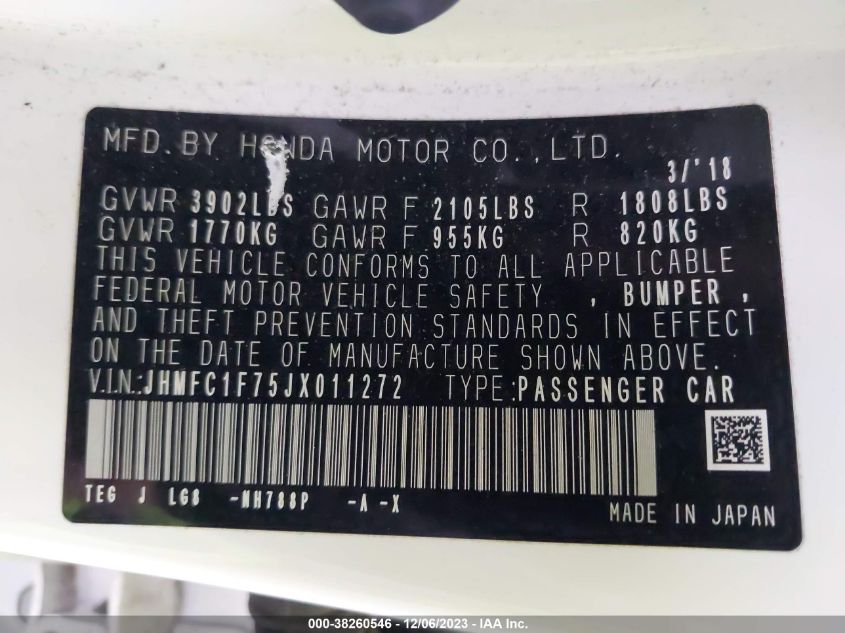 MFD. BY HONDA MOTOR CO., LTD.
3/'18
GVWR 3902LBS GAWR F 2105LBS R 1808LBS
GVWR 1770KG GAWR F 955KG R 820KG
THIS VEHICLE CONFORMS TO ALL APPLICABLE
FEDERAL MOTOR VEHICLE SAFETY , BUMPER ,
AND THEFT PREVENTION STANDARDS IN EFFECT
ON THE DATE OF MANUFACTURE SHOWN ABOVE.
V.I.N.:JHMFC1F75JX011272 TYPE:PASSENGER CAR
TEG J LG8 -NH788P -A -X
MADE IN JAPAN
000-38260546 - 12/06/2023 - IAA Inc.